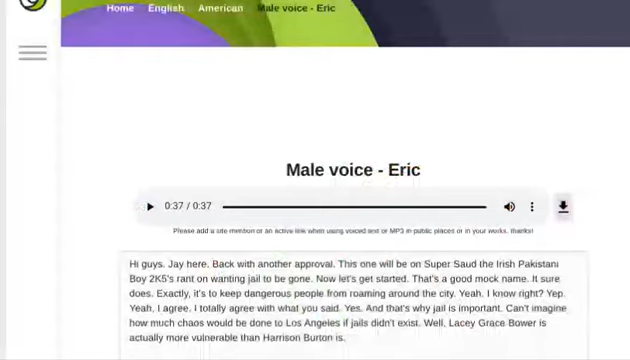 Home English American Male voice - Eric
Male voice - Eric
0:37 / 0:37
Please add a site mention or an active link when using voiced text or MP3 in public places or in your works. thanks!
Hi guys. Jay here. Back with another approval. This one will be on Super Saud the Irish Pakistani
Boy 2K5's rant on wanting jail to be gone. Now let's get started. That's a good mock name. It sure
does. Exactly, it's to keep dangerous people from roaming around the city. Yeah. I know right? Yep.
Yeah, I agree. I totally agree with what you said. Yes. And that's why jail is important. Can't imagine
how much chaos would be done to Los Angeles if jails didn't exist. Well, Lacey Grace Bower is
actually more vulnerable than Harrison Burton is.